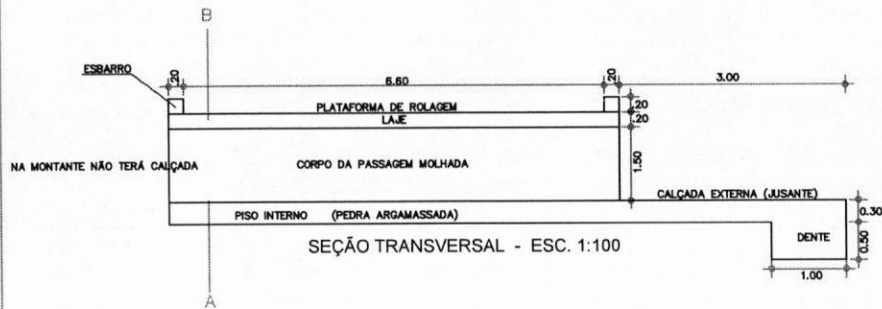 B
ESBARRO
.20
6.60
.20
3.00
PLATAFORMA DE ROLAGEM
.20
LAJE
.20
NA MONTANTE NÃO TERÁ CALÇADA
CORPO DA PASSAGEM MOLHADA
1.50
CALÇADA EXTERNA (JUSANTE)
0.30
PISO INTERNO (PEDRA ARGAMASSADA)
DENTE
0.50
SEÇÃO TRANSVERSAL - ESC. 1:100
1.00
A